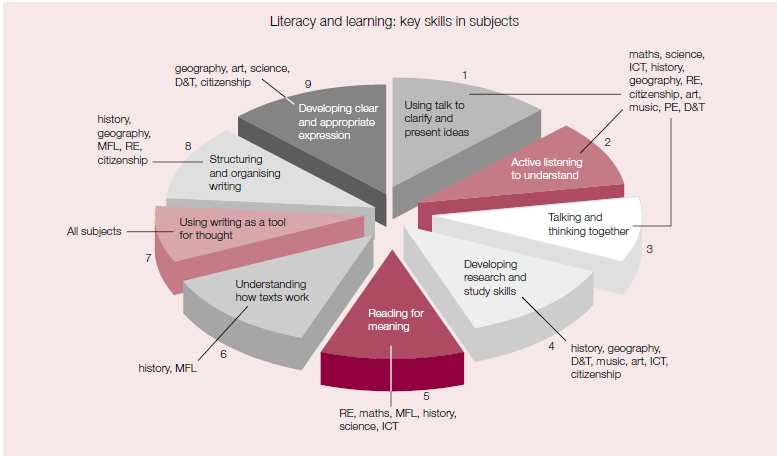 Literacy and learning: key skills in subjects
1
Using talk to
clarify and
present ideas
maths, science,
ICT, history,
geography, RE,
citizenship, art,
music, PE, D&T
2
Active listening
to understand
3
Talking and
thinking together
4
Developing
research and
study skills
history, geography,
D&T, music, art, ICT,
citizenship
5
Reading for
meaning
RE, maths, MFL, history,
science, ICT
6
Understanding
how texts work
history, MFL
7
Using writing as a tool
for thought
All subjects
8
Structuring
and organising
writing
history,
geography,
MFL, RE,
citizenship
9
Developing clear
and appropriate
expression
geography, art, science,
D&T, citizenship